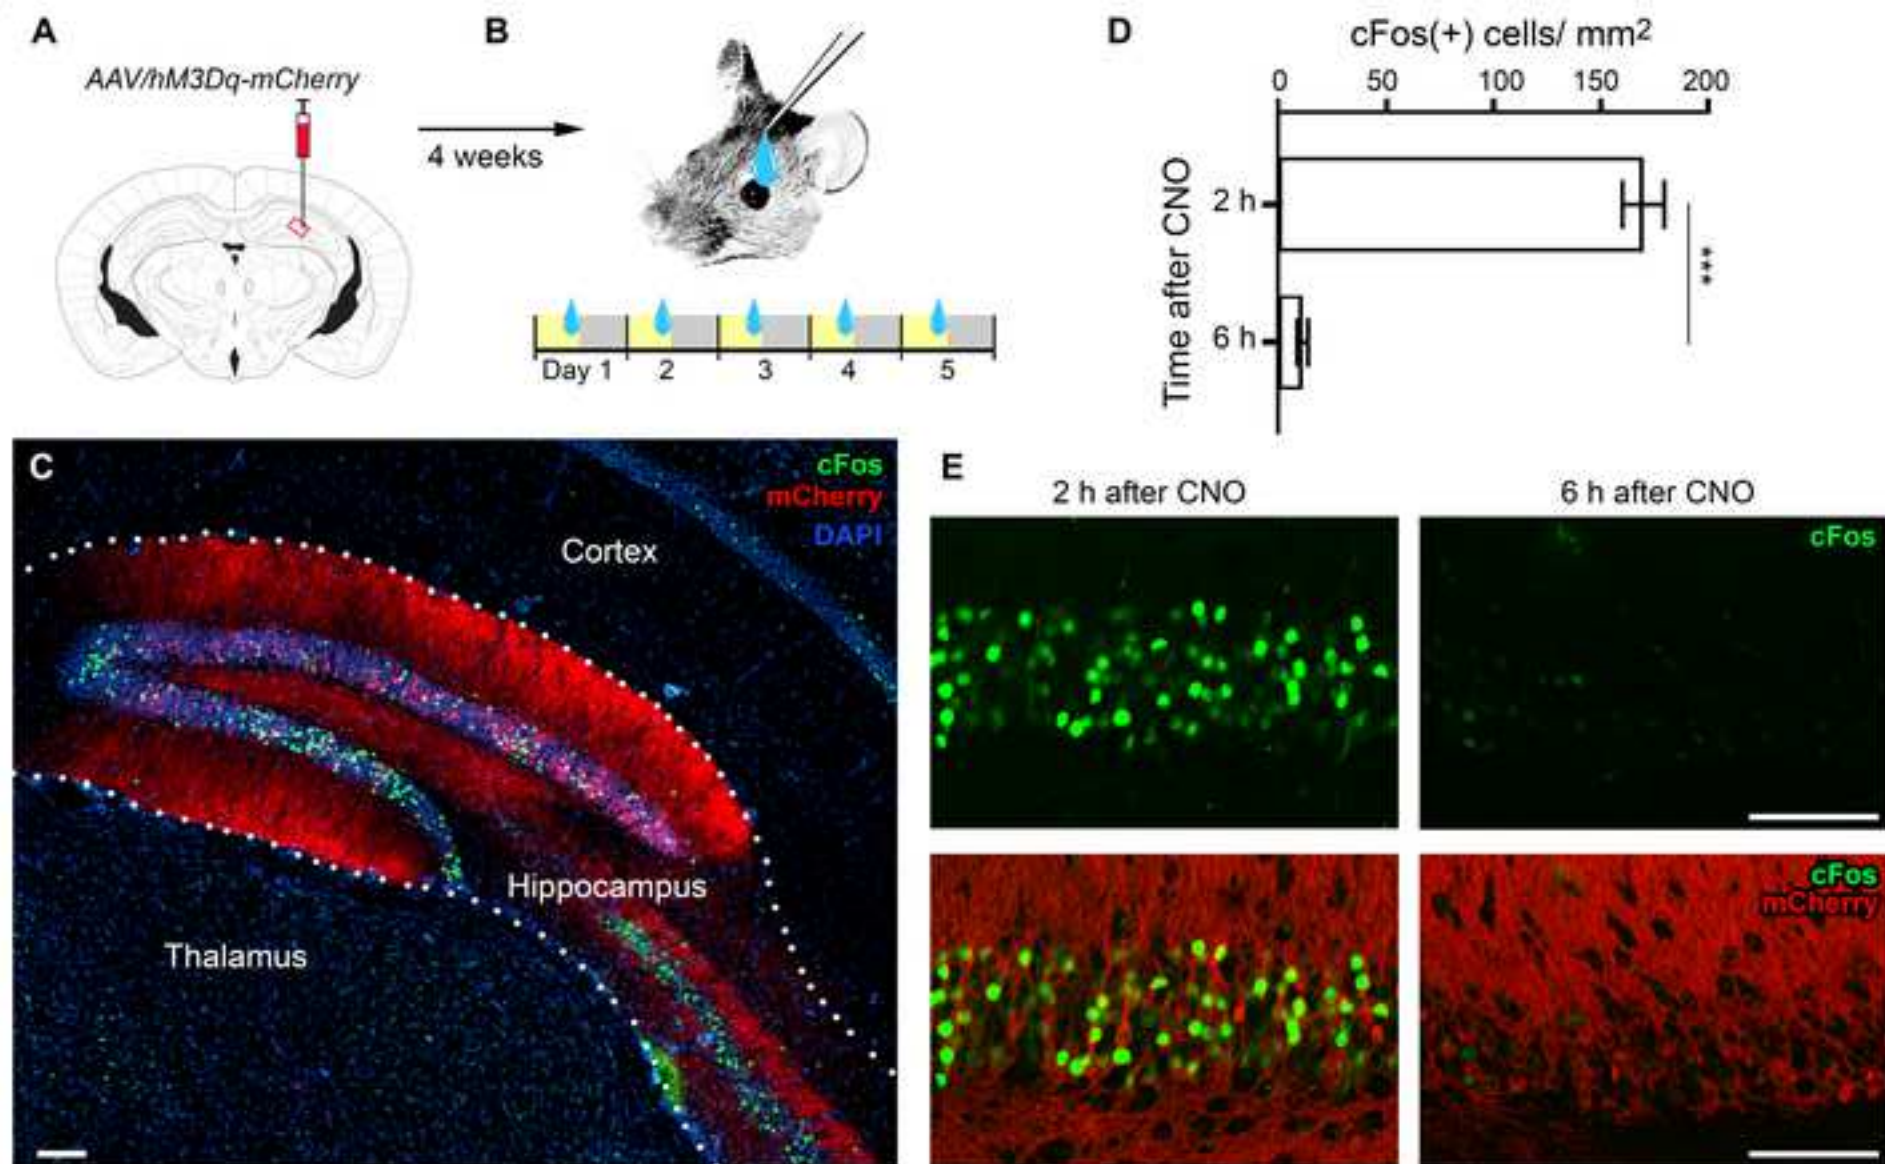 A
AAV/hM3Dq-mCherry
4 weeks
B
Day 1 2 3 4 5
D
cFos(+) cells/ mm2
0 50 100 150 200
Time after CNO
2 h
6 h
***
C
cFos
mCherry
DAPI
Cortex
Hippocampus
Thalamus
E
2 h after CNO 6 h after CNO
cFos
cFos
mCherry